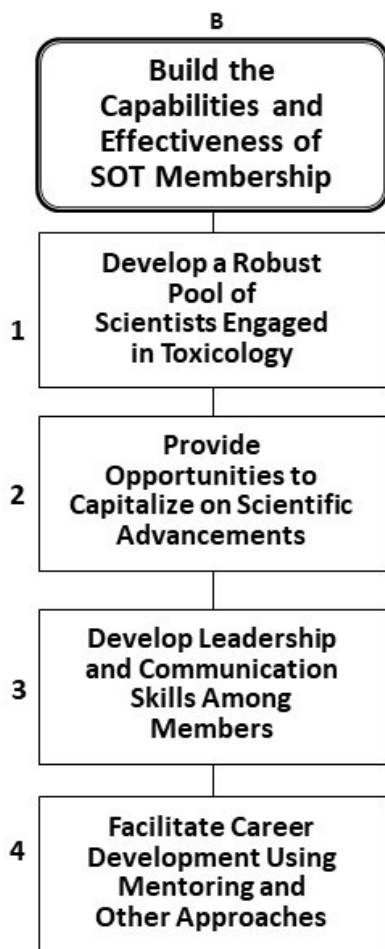 B
Build the
Capabilities and
Effectiveness of
SOT Membership
1
Develop a Robust
Pool of
Scientists Engaged
in Toxicology
2
Provide
Opportunities to
Capitalize on Scientific
Advancements
3
Develop Leadership
and Communication
Skills Among
Members
4
Facilitate Career
Development Using
Mentoring and
Other Approaches